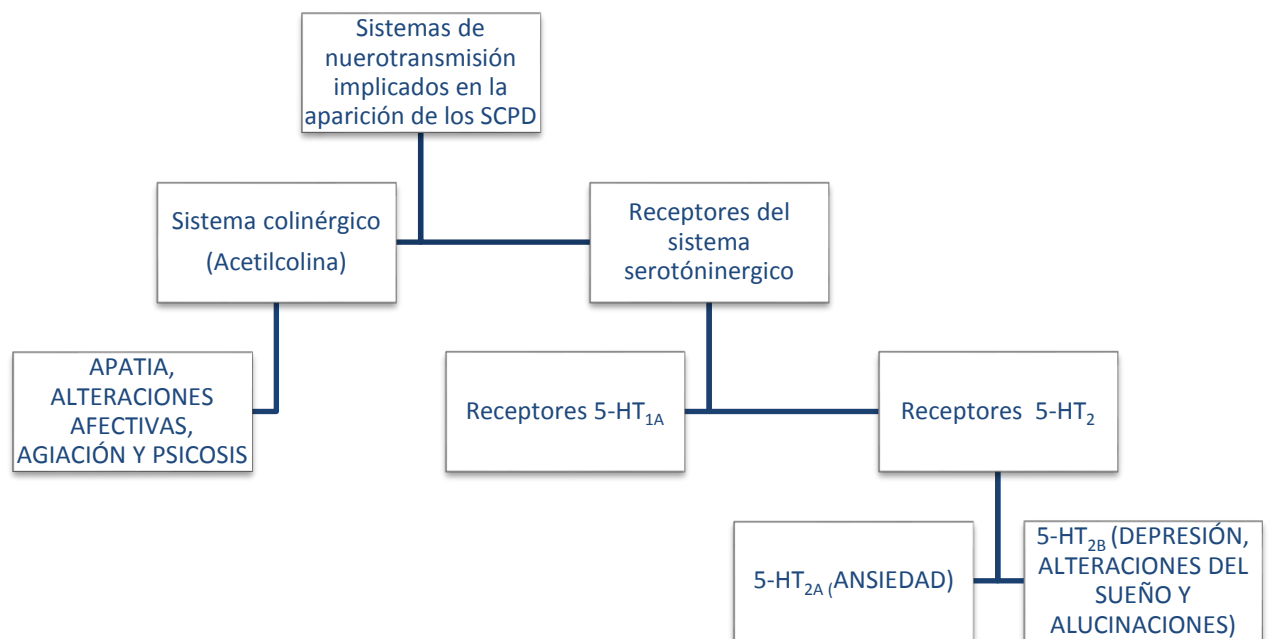 Sistemas de
nuerotransmisión
implicados en la
aparición de los SCPD
Sistema colinérgico
(Acetilcolina)
Receptores del
sistema
serotóninergico
APATIA,
ALTERACIONES
AFECTIVAS,
AGIACIÓN Y PSICOSIS
Receptores 5-HT1A
Receptores 5-HT2
5-HT2A (ANSIEDAD)
5-HT2B (DEPRESIÓN,
ALTERACIONES DEL
SUEÑO Y
ALUCINACIONES)